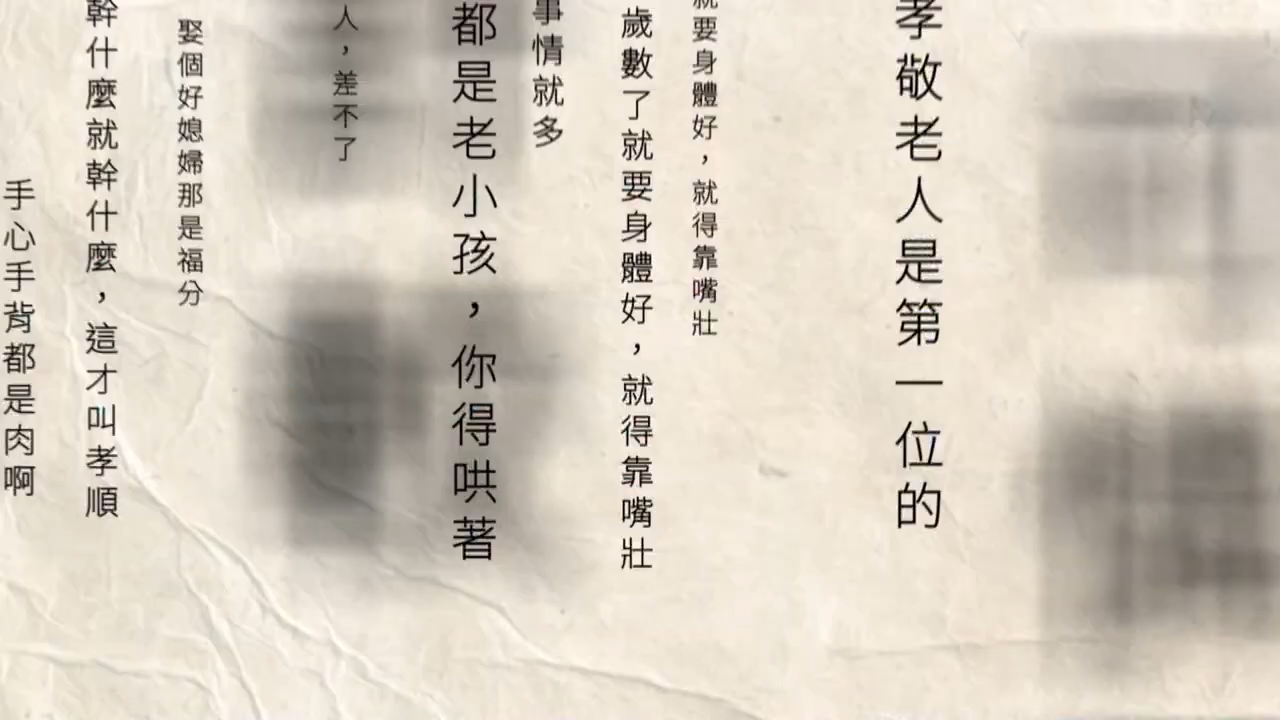 孝敬老人是第一位的
就要身體好,就得靠嘴壯
歲數了就要身體好,就得靠嘴壯
事情就多
都是老小孩,你得哄著
人,差不了
娶個好媳婦那是福分
幹什麼就幹什麼,這才叫孝順
手心手背都是肉啊